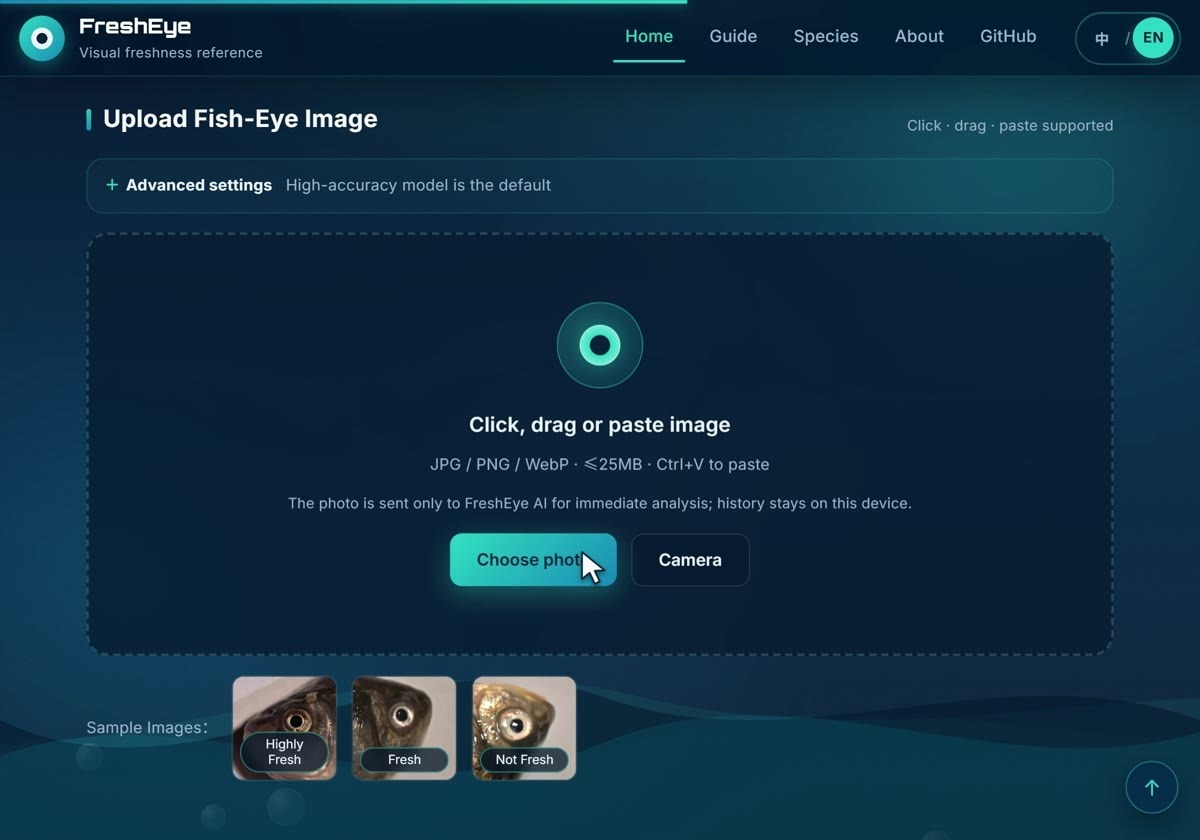 FreshEye
Visual freshness reference
Home
Guide
Species
About
GitHub
中 / EN
Upload Fish-Eye Image
Click · drag · paste supported
+ Advanced settings High-accuracy model is the default
Click, drag or paste image
JPG / PNG / WebP · ⩽25MB · Ctrl+V to paste
The photo is sent only to FreshEye AI for immediate analysis; history stays on this device.
Choose phot
Camera
Sample Images：
Highly
Fresh
Fresh
Not Fresh